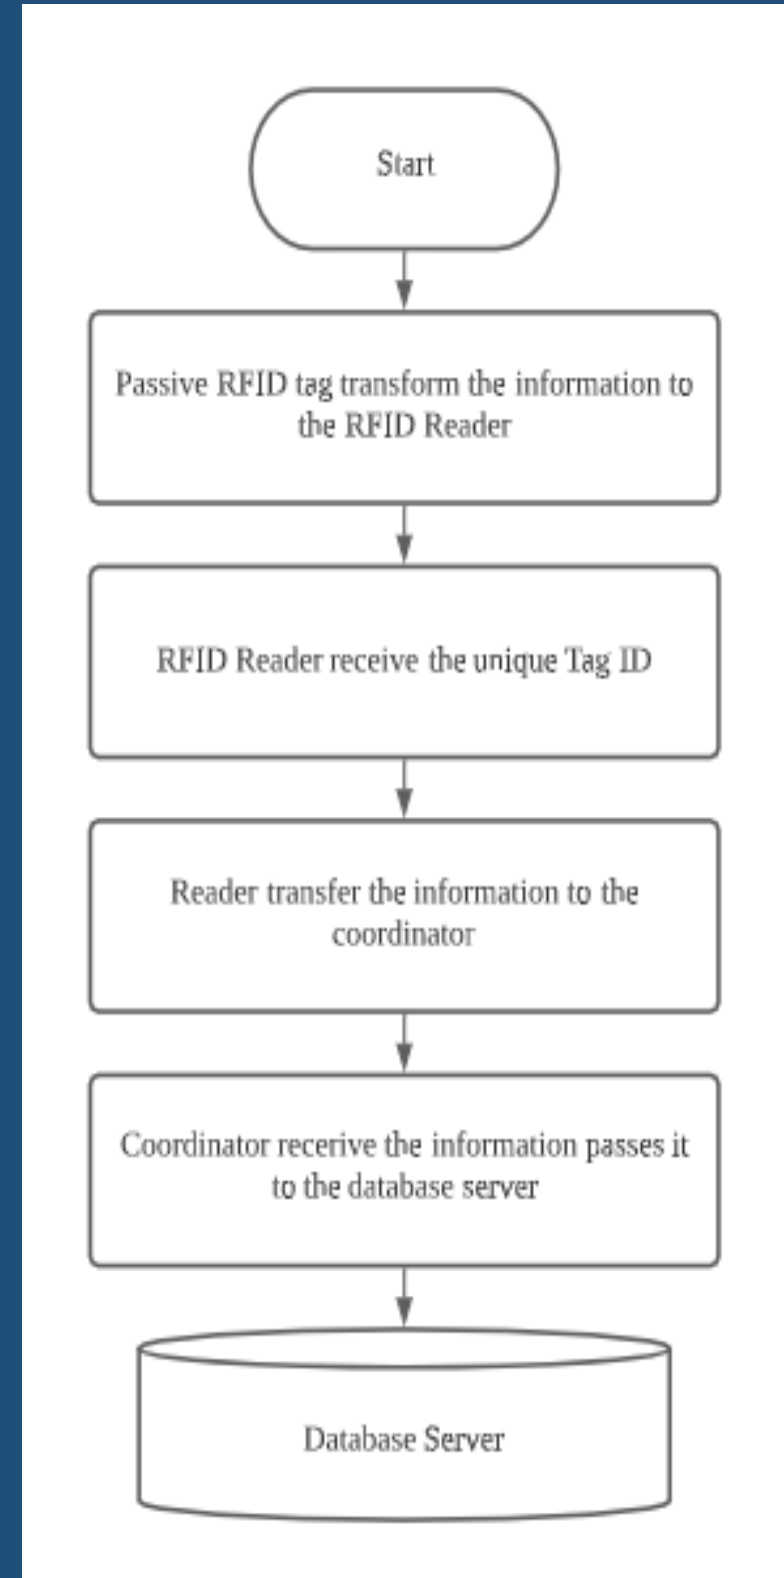 Start
Passive RFID tag transform the information to
the RFID Reader
RFID Reader receive the unique Tag ID
Reader transfer the information to the
coordinator
Coordinator recerive the information passes it
to the database server
Database Server